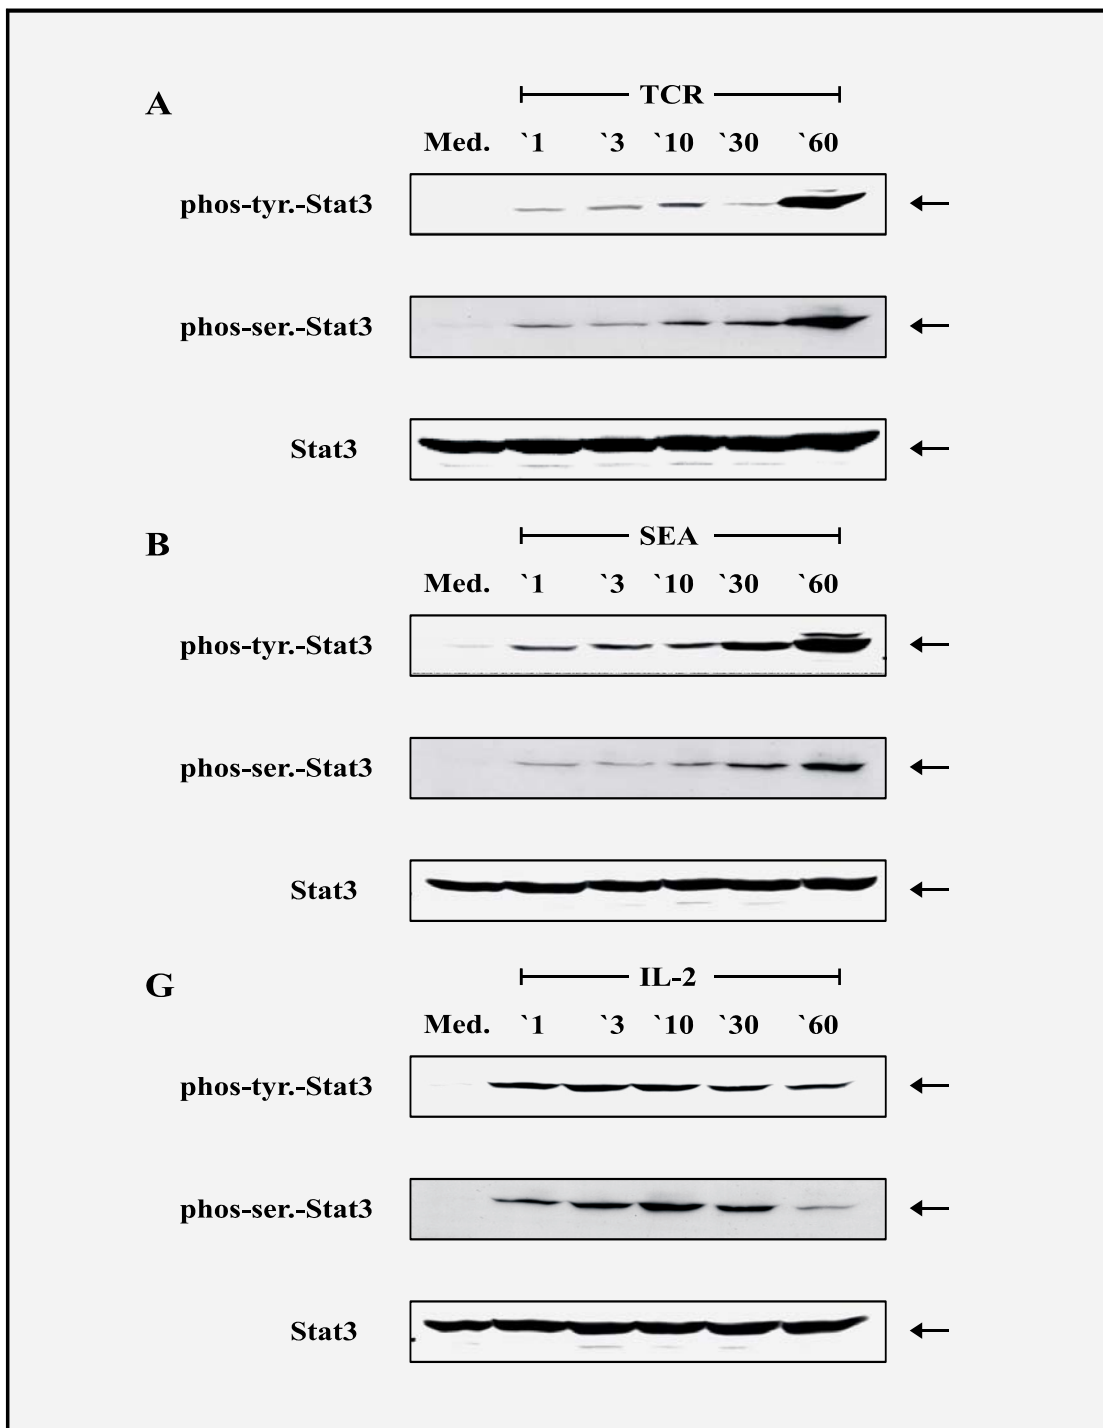 A
TCR
Med. `1 `3 `10 `30 `60
phos-tyr.-Stat3
phos-ser.-Stat3
Stat3
B
SEA
Med. `1 `3 `10 `30 `60
phos-tyr.-Stat3
phos-ser.-Stat3
Stat3
G
IL-2
Med. `1 `3 `10 `30 `60
phos-tyr.-Stat3
phos-ser.-Stat3
Stat3